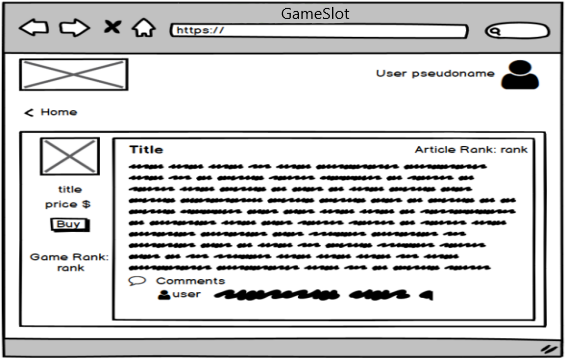 GameSlot
https://
User pseudoname
< Home
Title
Article Rank: rank
title
price $
Buy
Game Rank:
rank
Comments
user